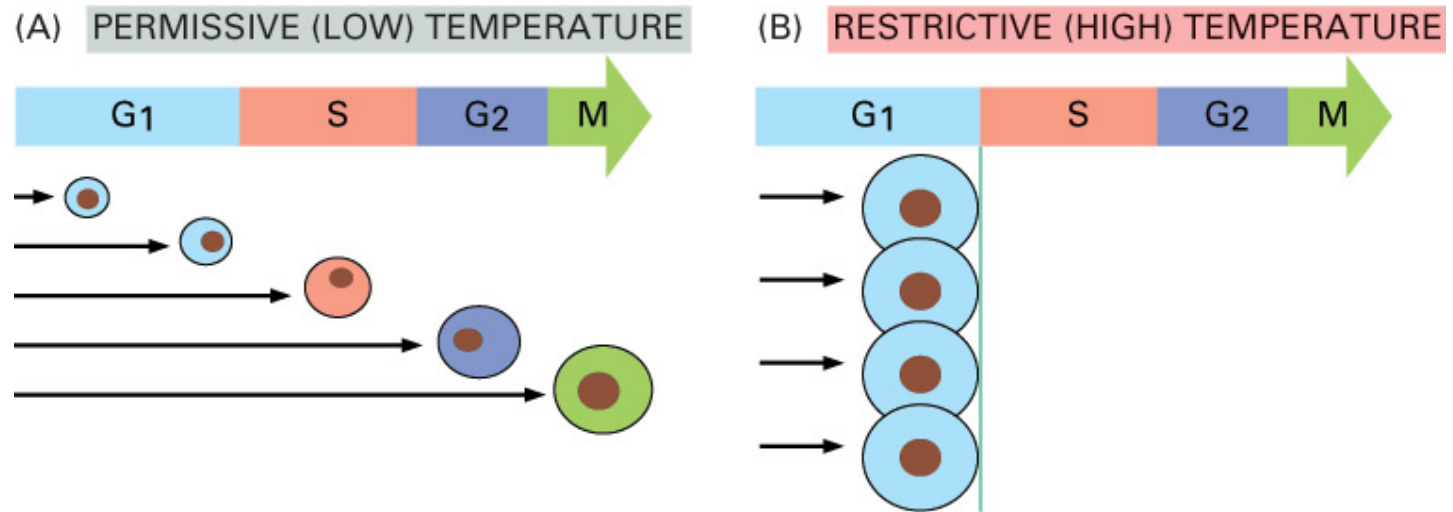 (A) PERMISSIVE (LOW) TEMPERATURE
G1 S G2 M
(B) RESTRICTIVE (HIGH) TEMPERATURE
G1 S G2 M